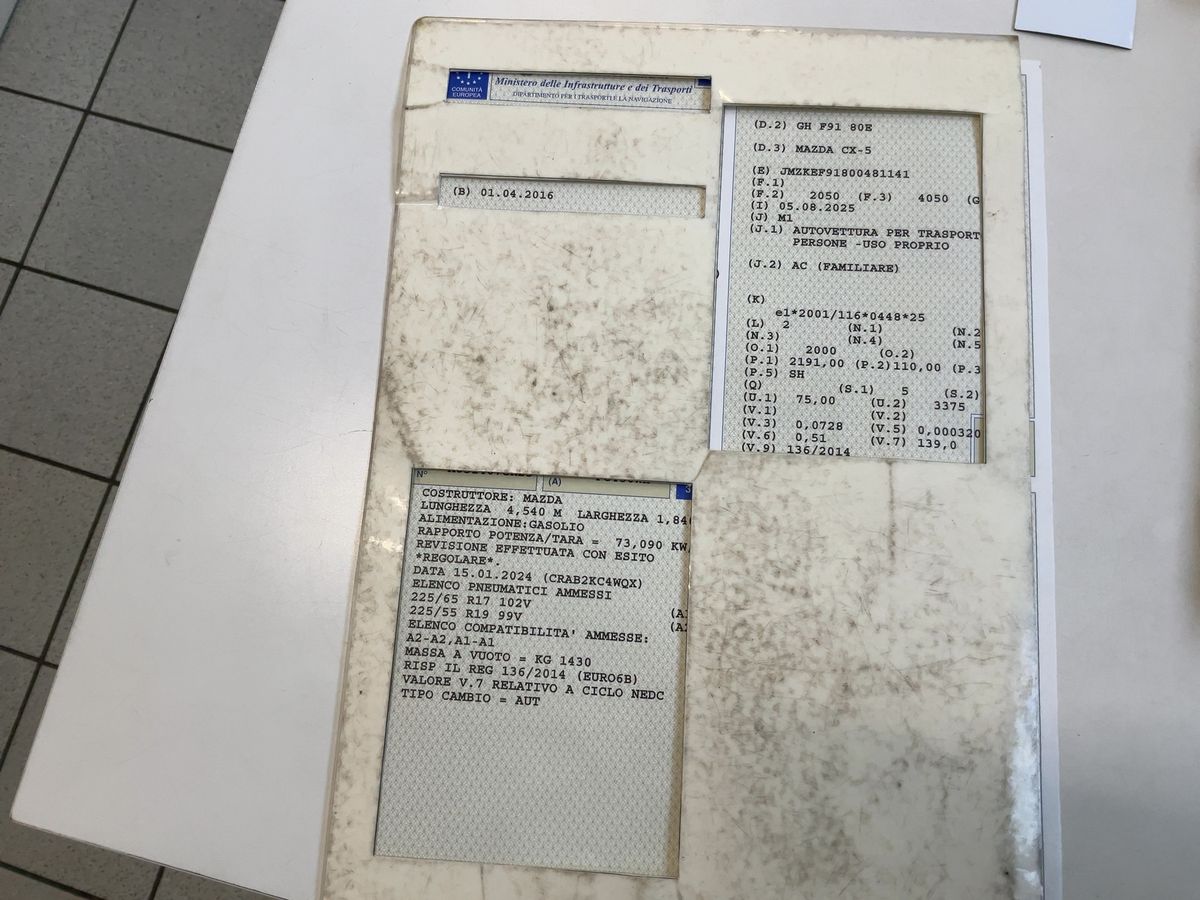 COMUNITÀ
EUROPEA
Ministero delle Infrastrutture e dei Trasporti
DIPARTIMENTO PER I TRASPORTI E LA NAVIGAZIONE
(B) 01.04.2016
(D.2) GH F91 80E
(D.3) MAZDA CX-5
(E) JMZKEF91800481141
(F.1)
(F.2) 2050 (F.3) 4050 (G
(I) 05.08.2025
(J) M1
(J.1) AUTOVETTURA PER TRASPORT
PERSONE -USO PROPRIO
(J.2) AC (FAMILIARE)
(K)
e1*2001/116*0448*25
(L) 2 (N.1) (N.2
(N.3) (N.4) (N.5
(O.1) 2000 (O.2)
(P.1) 2191,00 (P.2)110,00 (P.3
(P.5) SH
(Q) (S.1) 5 (S.2)
(U.1) 75,00 (U.2) 3375
(V.1) (V.2)
(V.3) 0,0728 (V.5) 0,000320
(V.6) 0,51 (V.7) 139,0
(V.9) 136/2014
N° (A)
COSTRUTTORE: MAZDA
LUNGHEZZA 4,540 M LARGHEZZA 1,840
ALIMENTAZIONE:GASOLIO
RAPPORTO POTENZA/TARA = 73,090 KW
REVISIONE EFFETTUATA CON ESITO
*REGOLARE*.
DATA 15.01.2024 (CRAB2KC4WQX)
ELENCO PNEUMATICI AMMESSI
225/65 R17 102V (A
225/55 R19 99V (A
ELENCO COMPATIBILITA' AMMESSE:
A2-A2,A1-A1
MASSA A VUOTO = KG 1430
RISP IL REG 136/2014 (EURO6B)
VALORE V.7 RELATIVO A CICLO NEDC
TIPO CAMBIO = AUT